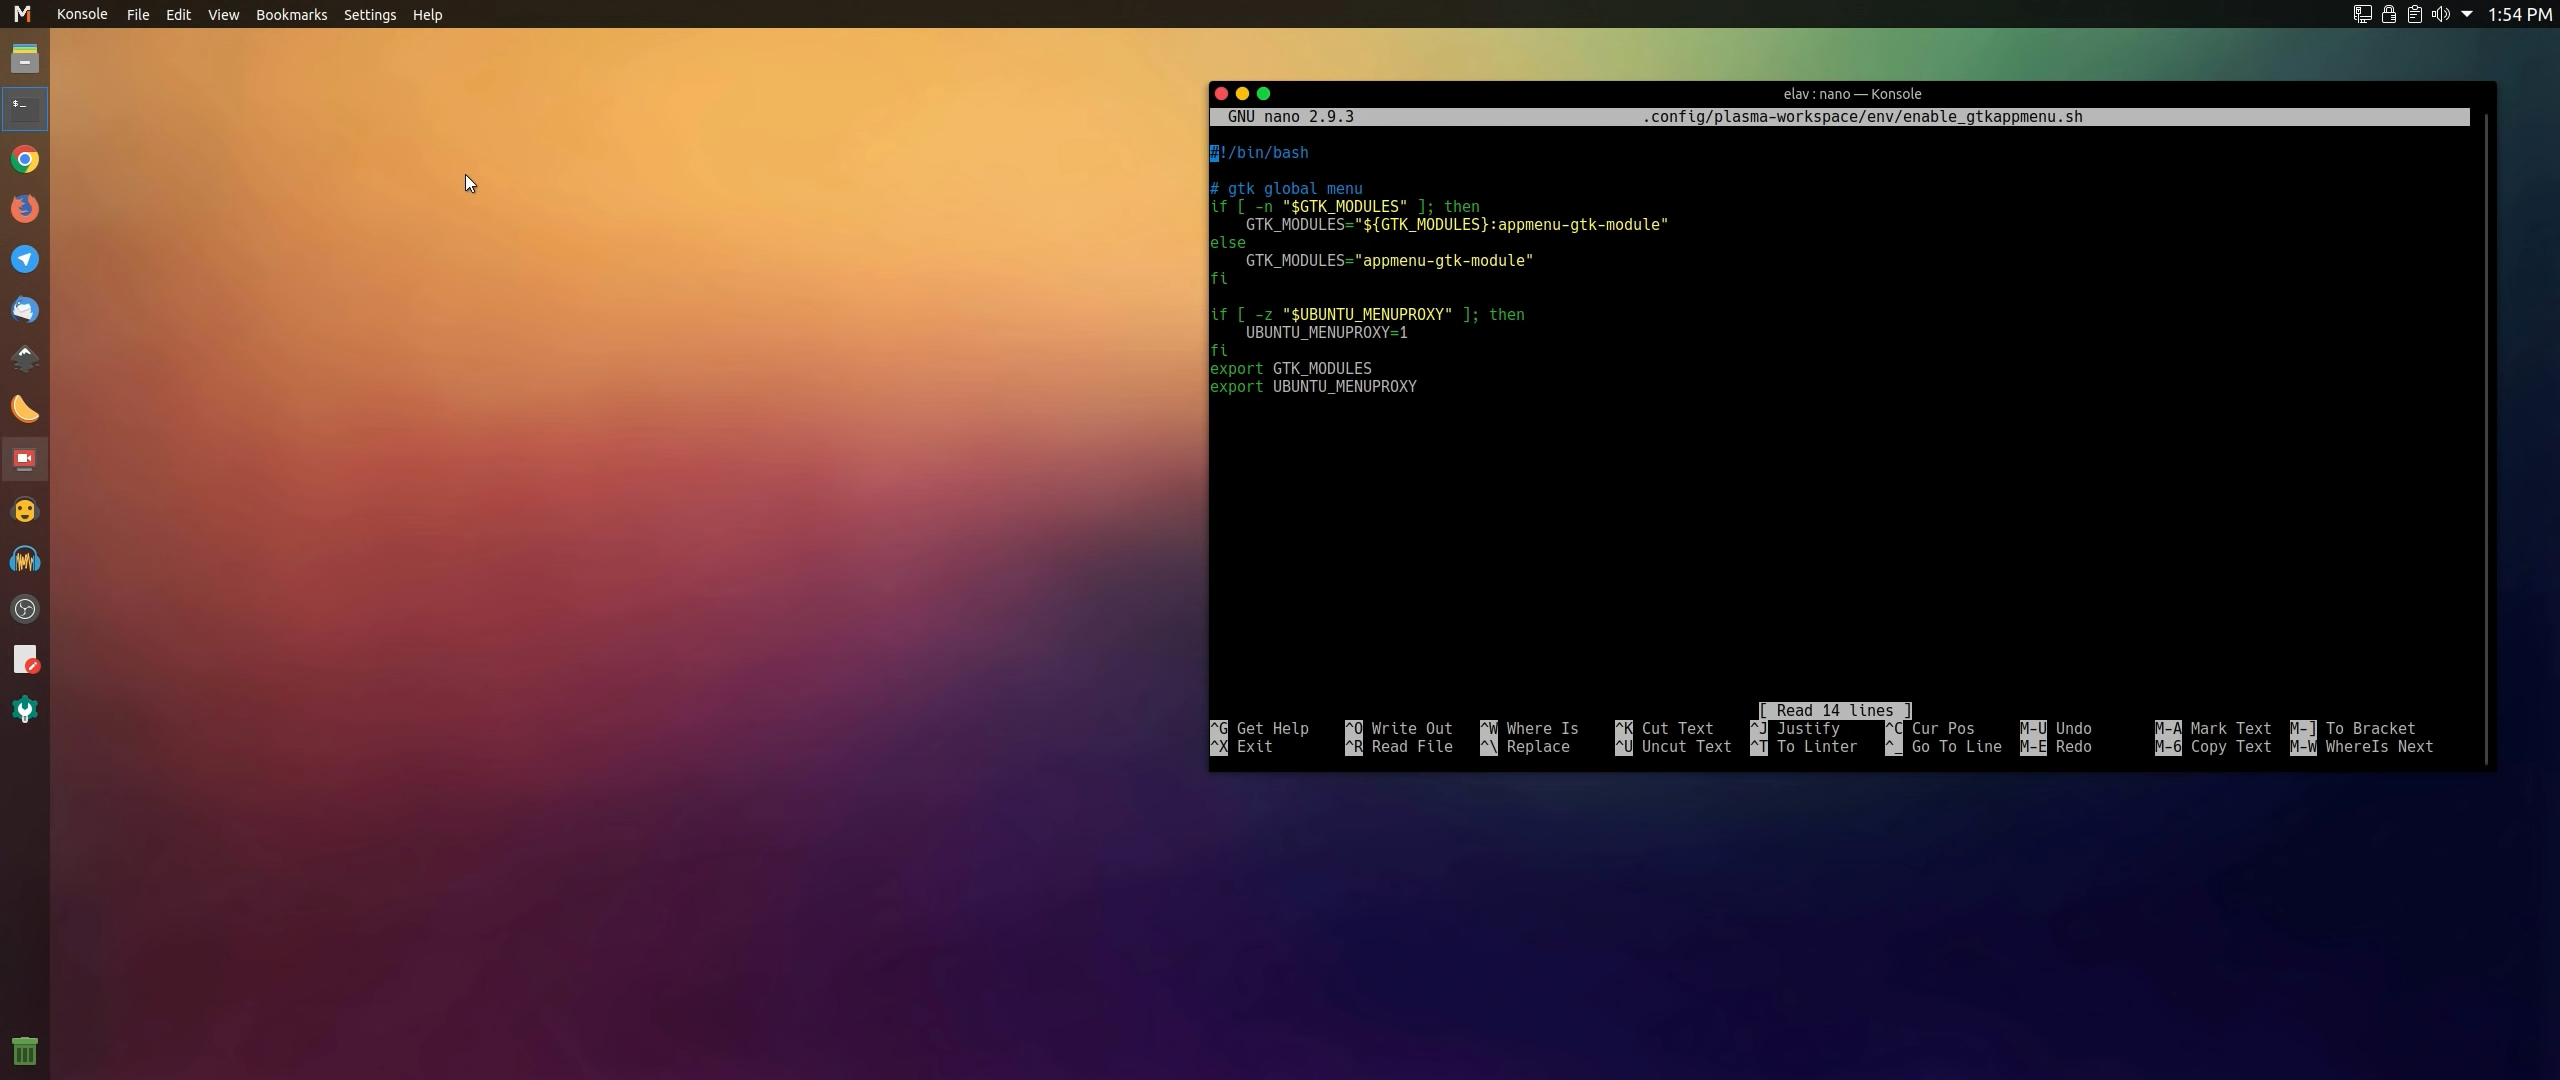 Konsole File Edit View Bookmarks Settings Help 1:54 PM
elav : nano — Konsole
GNU nano 2.9.3 .config/plasma-workspace/env/enable_gtkappmenu.sh
#!/bin/bash
# gtk global menu
if [ -n "$GTK_MODULES" ]; then
    GTK_MODULES="${GTK_MODULES}:appmenu-gtk-module"
else
    GTK_MODULES="appmenu-gtk-module"
fi
if [ -z "$UBUNTU_MENUPROXY" ]; then
    UBUNTU_MENUPROXY=1
fi
export GTK_MODULES
export UBUNTU_MENUPROXY
[ Read 14 lines ]
^G Get Help ^O Write Out ^W Where Is ^K Cut Text ^J Justify ^C Cur Pos M-U Undo M-A Mark Text M-] To Bracket
^X Exit ^R Read File ^\ Replace ^U Uncut Text ^T To Linter ^_ Go To Line M-E Redo M-6 Copy Text M-W WhereIs Next